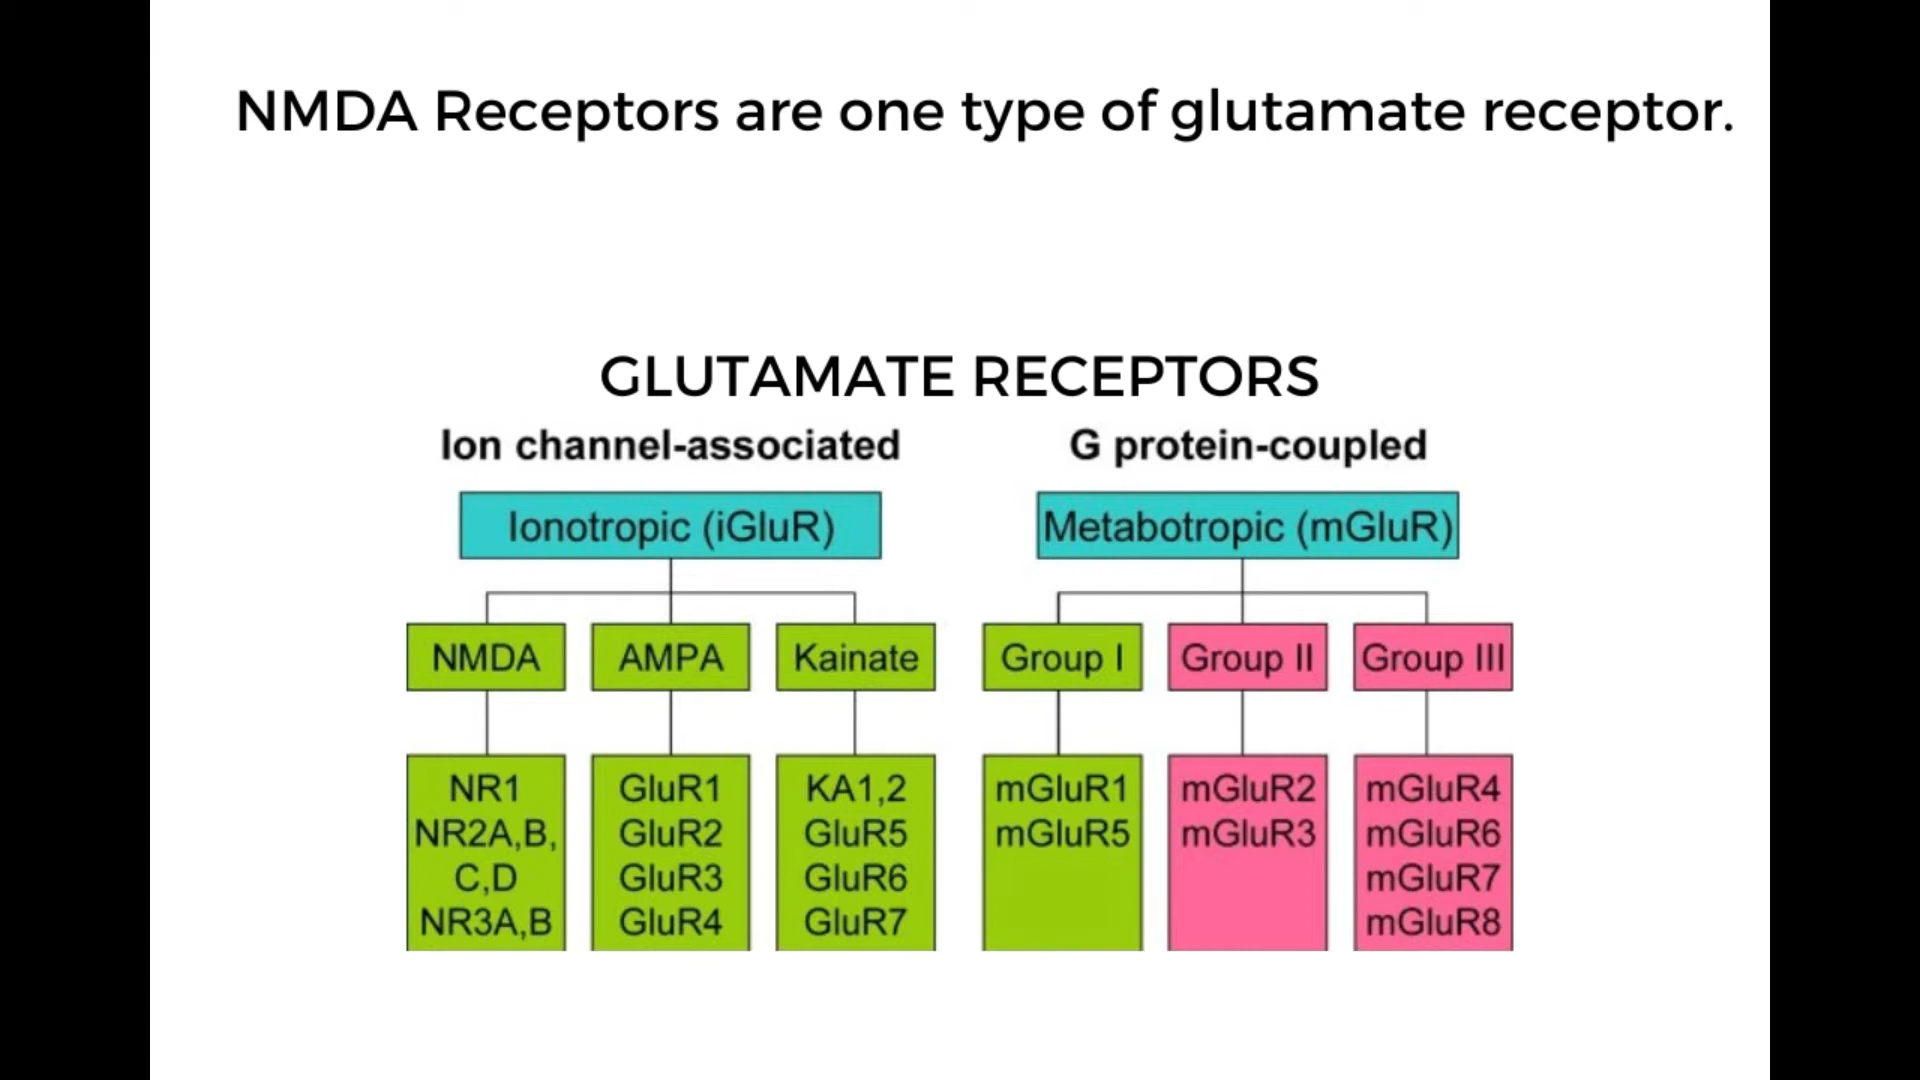 NMDA Receptors are one type of glutamate receptor.
GLUTAMATE RECEPTORS
Ion channel-associated
G protein-coupled
Ionotropic (iGluR)
Metabotropic (mGluR)
NMDA
AMPA
Kainate
Group I
Group II
Group III
NR1
NR2A,B,
C,D
NR3A,B
GluR1
GluR2
GluR3
GluR4
KA1,2
GluR5
GluR6
GluR7
mGluR1
mGluR5
mGluR2
mGluR3
mGluR4
mGluR6
mGluR7
mGluR8